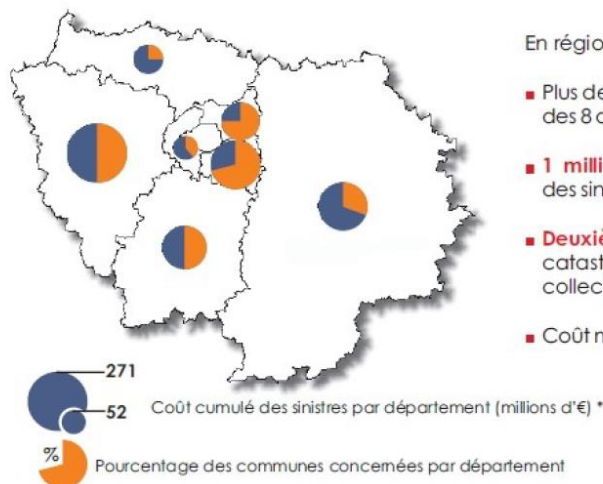 En régio
■ Plus de
des 8 c
■ 1 milli
des sin
■ Deuxiè
catast
collec
■ Coût n
271
52
Coût cumulé des sinistres par département (millions d'€) *
%
Pourcentage des communes concernées par département